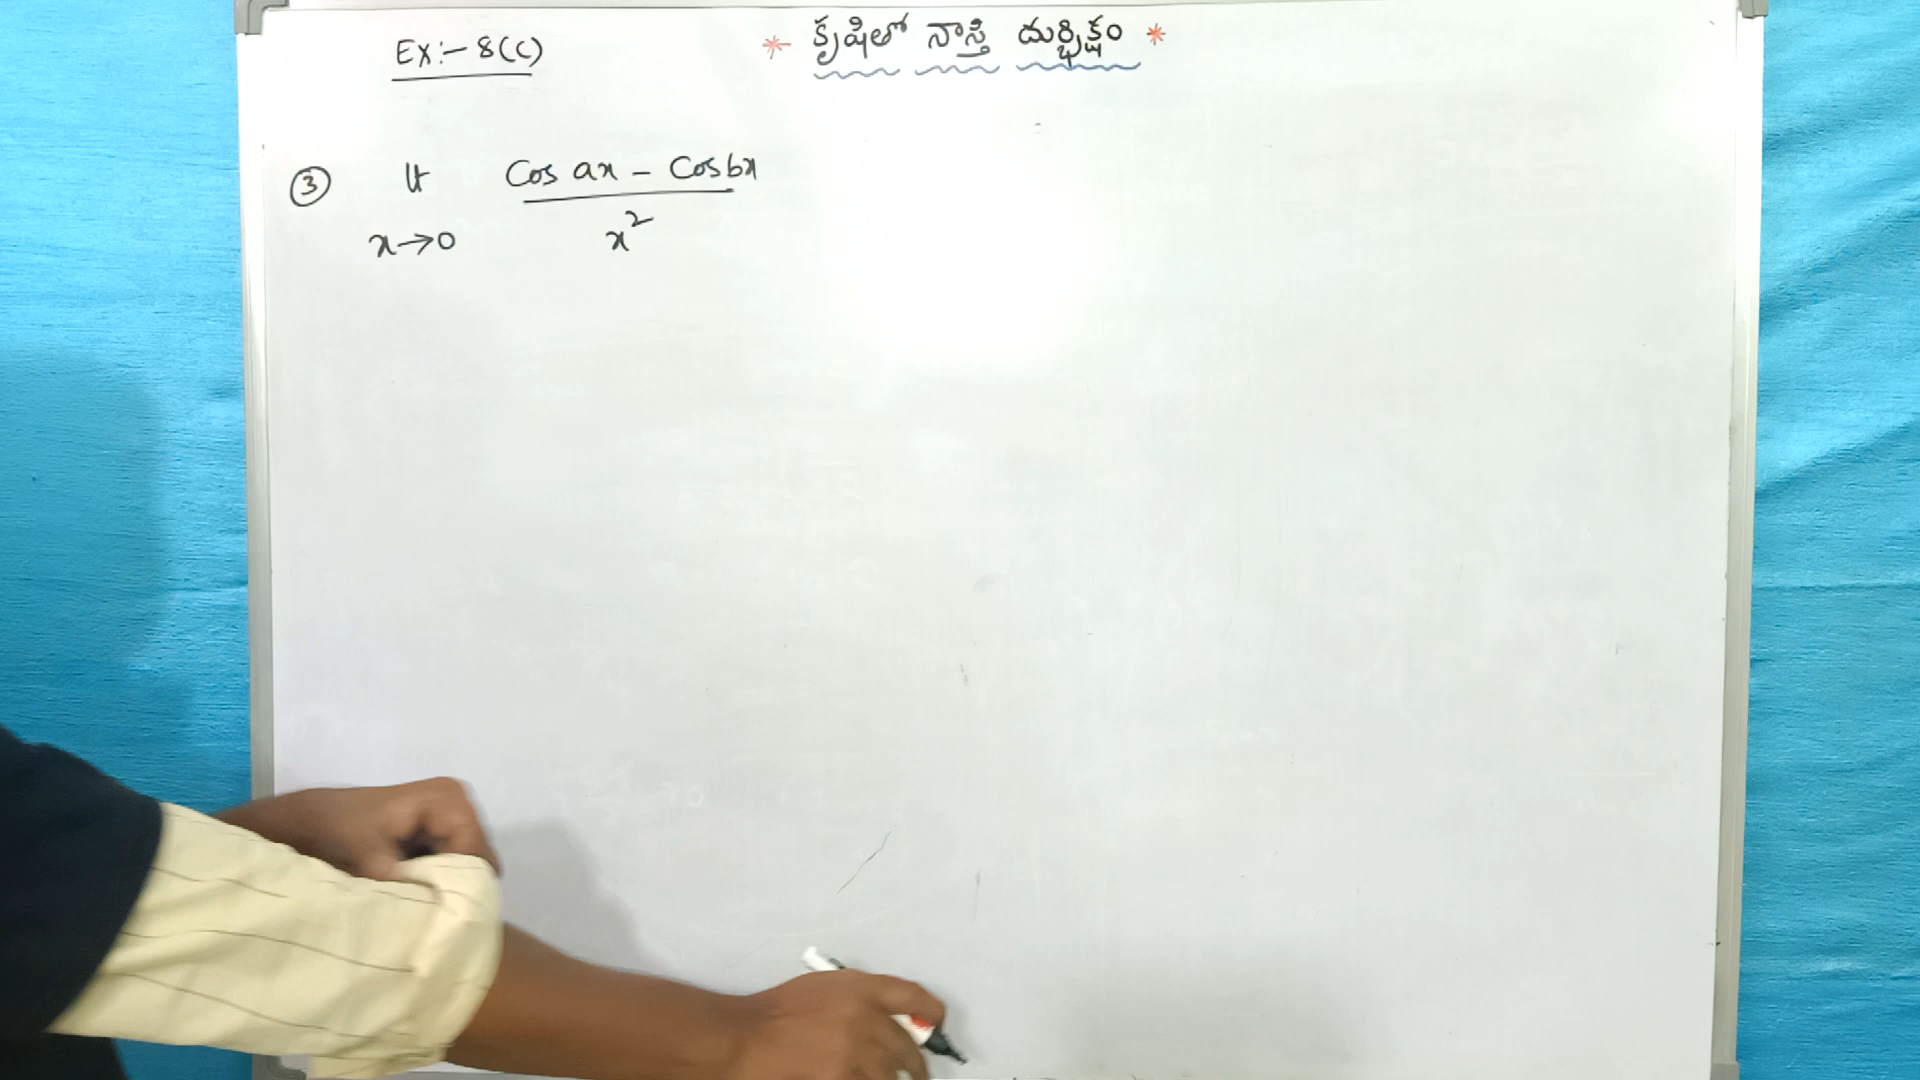 Ex:- 8(c)
* కృషితో నాస్తి దుర్భిక్షం *
③ Lt Cos ax - Cos bx
x→0 x²